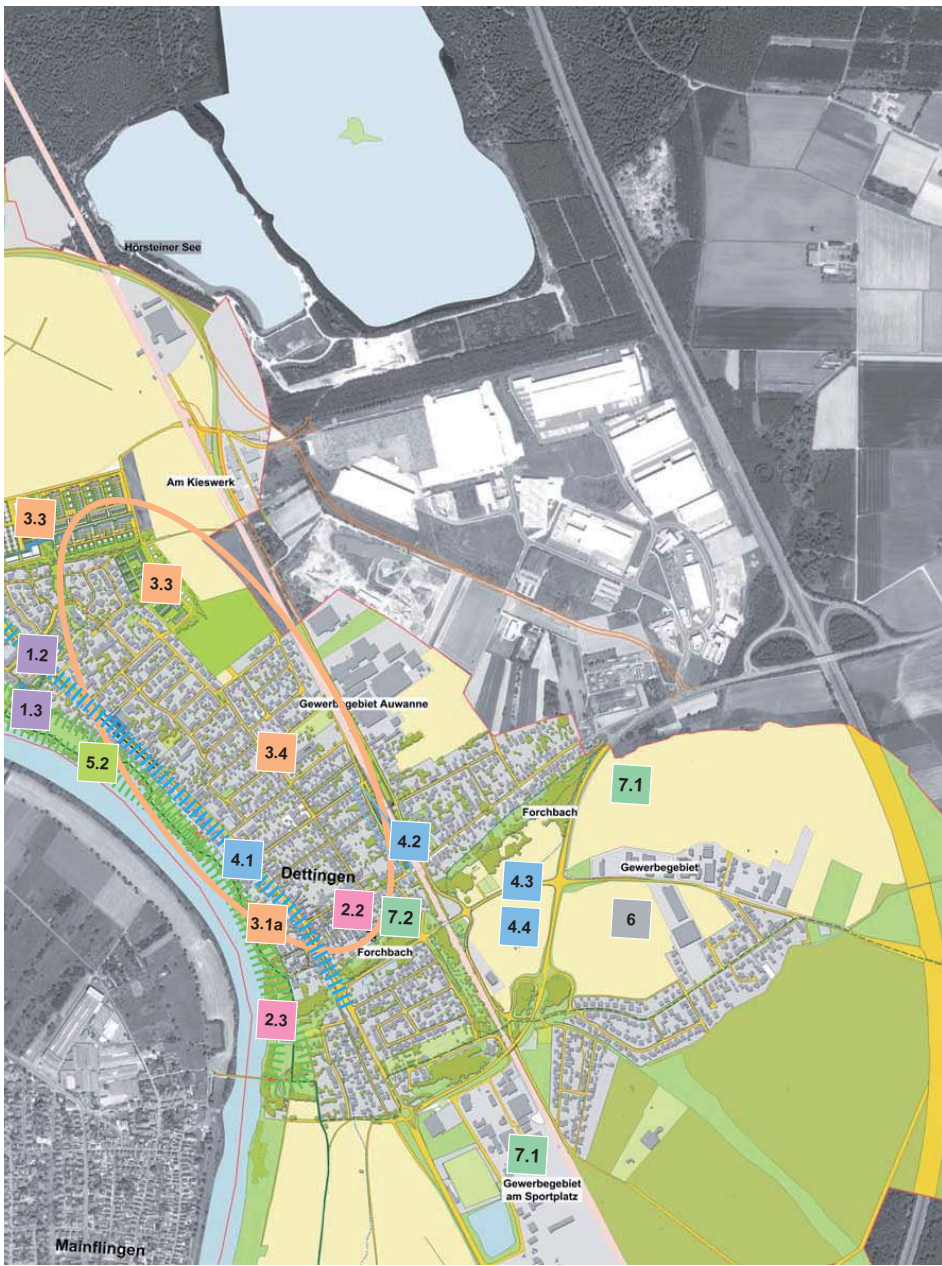 Hörsteiner See
Am Kieswerk
3.3
3.3
1.2
1.3
Gewerbegebiet Auwanne
3.4
5.2
7.1
Forchbach
4.2
4.1
Dettingen
4.3
Gewerbegebiet
2.2
7.2
4.4
6
3.1a
Forchbach
2.3
7.1
Gewerbegebiet
am Sportplatz
Mainflingen